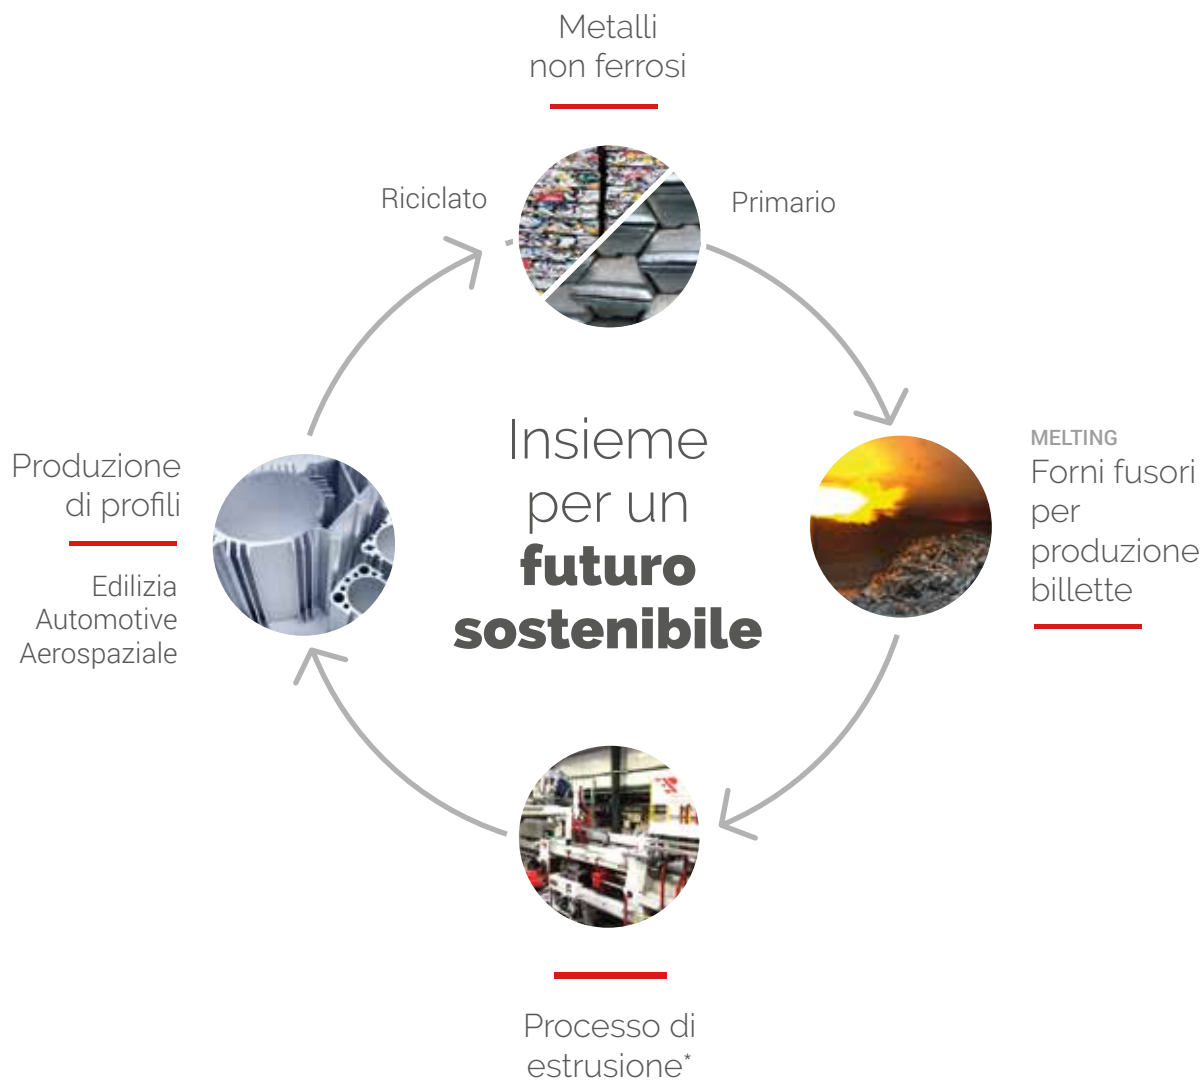 Metalli
non ferrosi
Riciclato
Primario
MELTING
Forni fusori
per
produzione
billette
Insieme
per un
futuro
sostenibile
Produzione
di profili
Edilizia
Automotive
Aerospaziale
Processo di
estrusione*